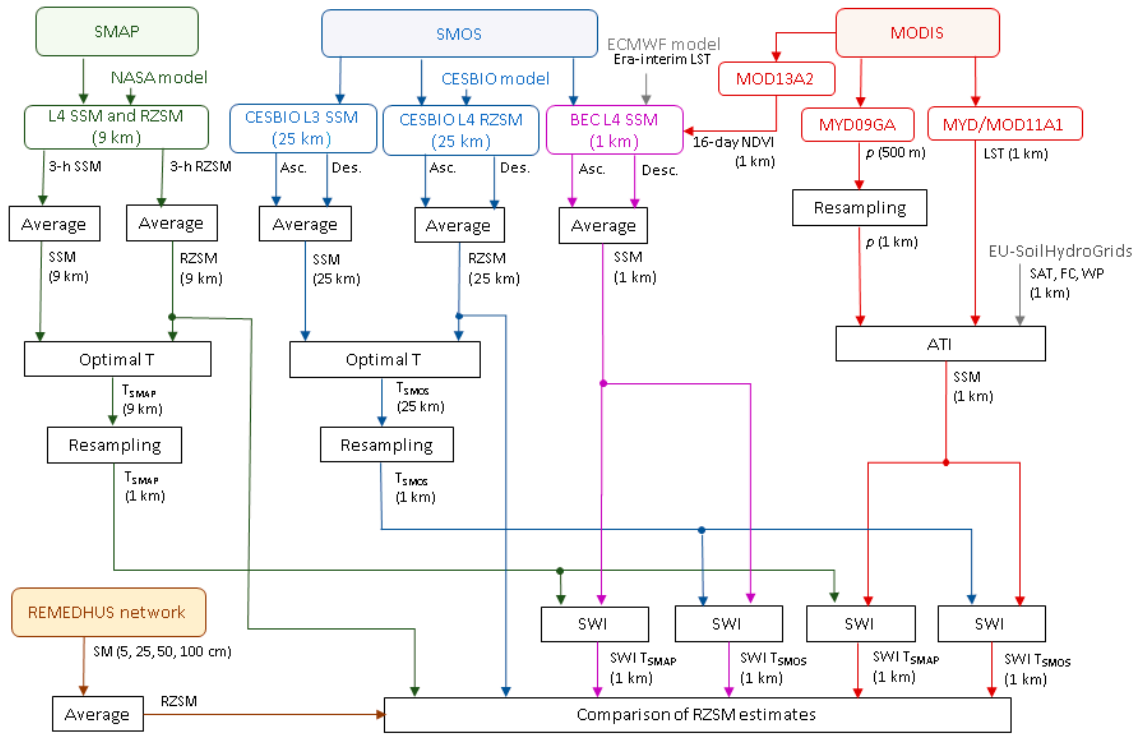 SMAP
SMOS
MODIS
NASA model
CESBIO model
ECMWF model
Era-interim LST
MOD13A2
L4 SSM and RZSM
(9 km)
CESBIO L3 SSM
(25 km)
CESBIO L4 RZSM
(25 km)
BEC L4 SSM
(1 km)
16-day NDVI
(1 km)
MYD09GA
MYD/MOD11A1
3-h SSM
3-h RZSM
Asc.
Des.
Asc.
Des.
Asc.
Desc.
p (500 m)
LST (1 km)
Average
Average
Average
Average
Average
Resampling
SSM
(9 km)
RZSM
(9 km)
SSM
(25 km)
RZSM
(25 km)
SSM
(1 km)
p (1 km)
EU-SoilHydroGrids
SAT, FC, WP
(1 km)
Optimal T
Optimal T
ATI
TSMAP
(9 km)
TSMOS
(25 km)
SSM
(1 km)
Resampling
Resampling
TSMAP
(1 km)
TSMOS
(1 km)
REMEDHUS network
SWI
SWI
SWI
SWI
SM (5, 25, 50, 100 cm)
SWI TSMAP
(1 km)
SWI TSMOS
(1 km)
SWI TSMAP
(1 km)
SWI TSMOS
(1 km)
Average
RZSM
Comparison of RZSM estimates